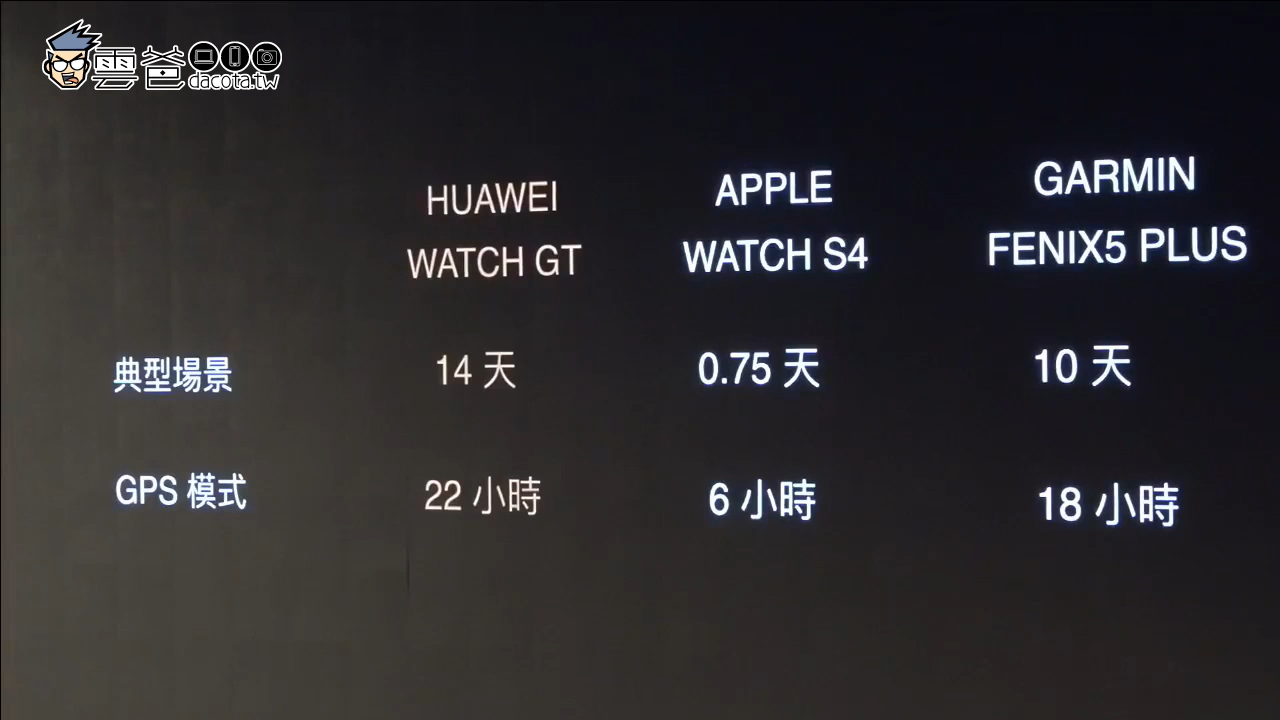 雲爸
dacota.tw
HUAWEI
WATCH GT
APPLE
WATCH S4
GARMIN
FENIX5 PLUS
典型場景
14 天
0.75 天
10 天
GPS 模式
22 小時
6 小時
18 小時